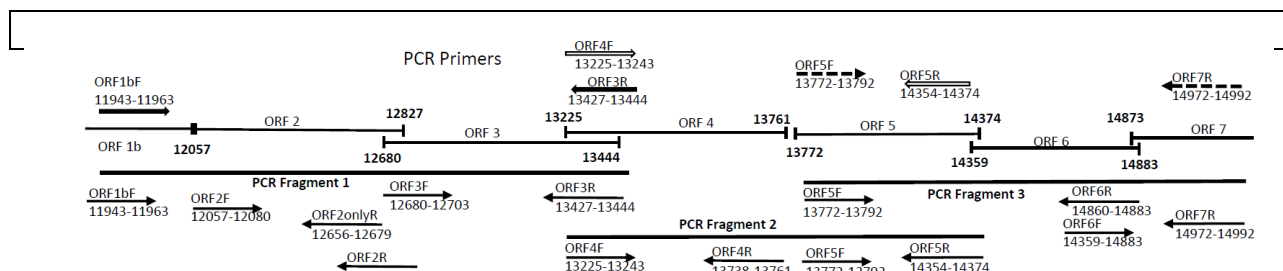 PCR Primers
ORF1bF
11943-11963
ORF4F
13225-13243
ORF3R
13427-13444
ORF5F
13772-13792
ORF5R
14354-14374
ORF7R
14972-14992
ORF 1b
12057
ORF 2
12827
12680
ORF 3
13225
13444
ORF 4
13761
13772
ORF 5
14374
14359
ORF 6
14873
14883
ORF 7
PCR Fragment 1
PCR Fragment 3
ORF1bF
11943-11963
ORF2F
12057-12080
ORF2onlyR
12656-12679
ORF2R
ORF3F
12680-12703
ORF3R
13427-13444
PCR Fragment 2
ORF4F
13225-13243
ORF4R
13738-13761
ORF5F
13772-13792
ORF5R
14354-14374
ORF5F
13772-13792
ORF6R
14860-14883
ORF6F
14359-14883
ORF7R
14972-14992